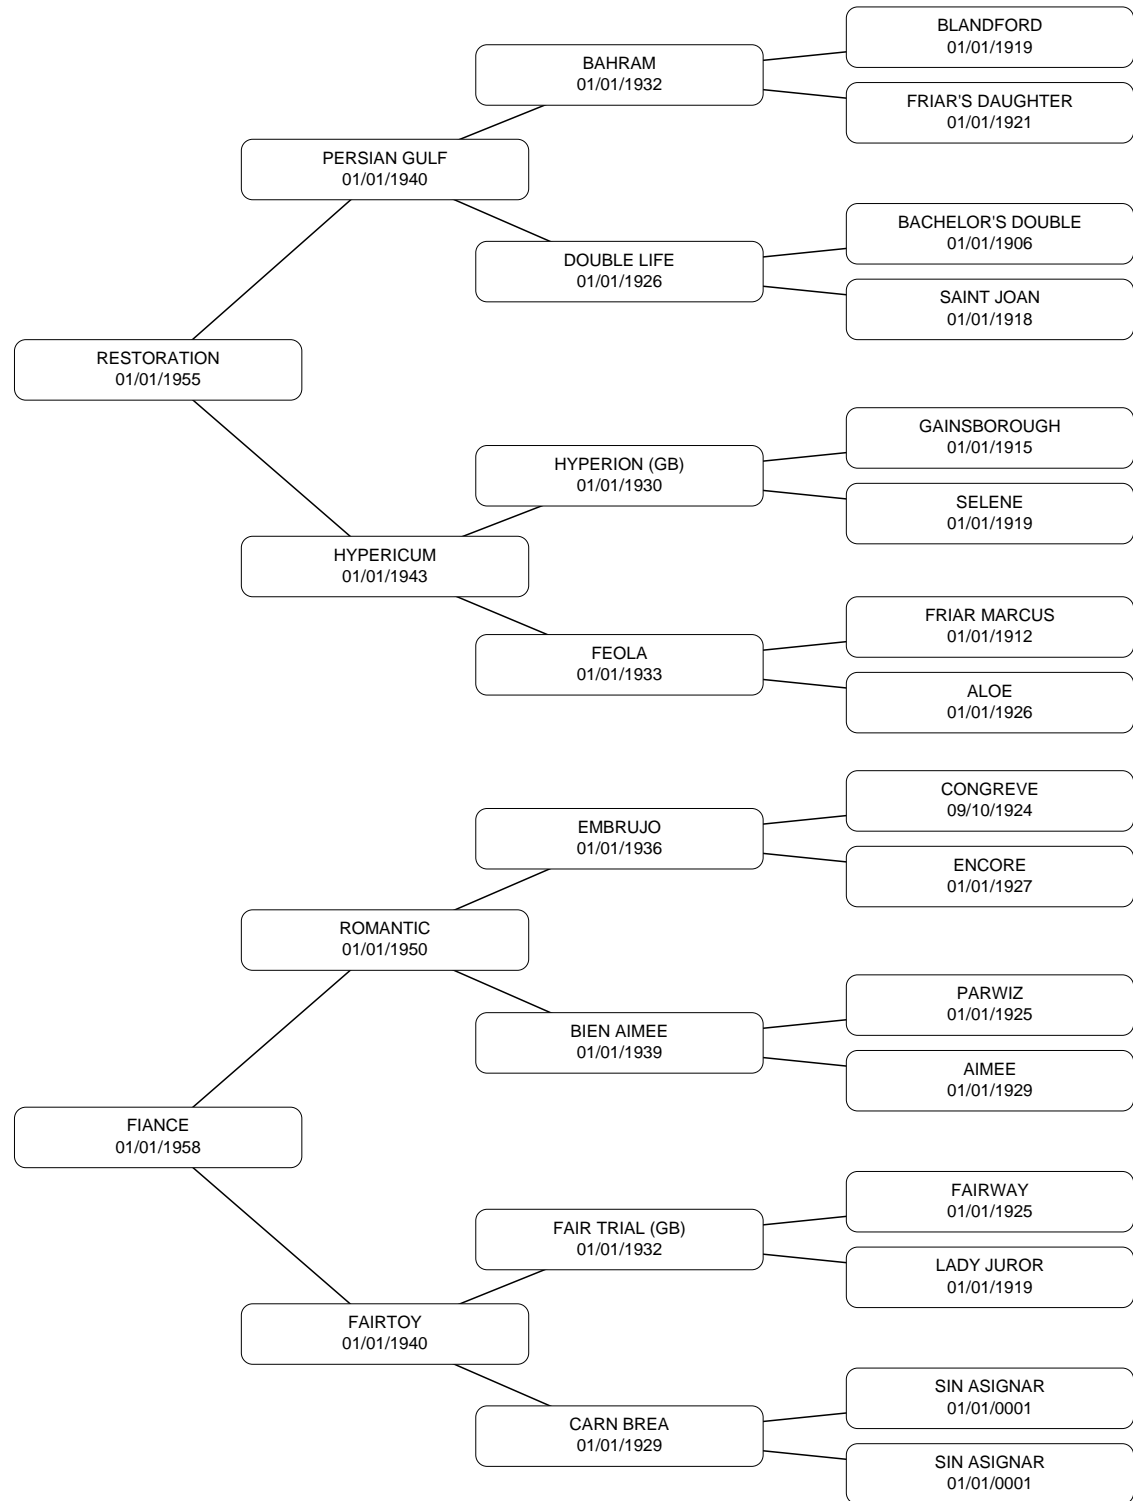 BLANDFORD
01/01/1919
BAHRAM
01/01/1932
FRIAR'S DAUGHTER
01/01/1921
PERSIAN GULF
01/01/1940
BACHELOR'S DOUBLE
01/01/1906
DOUBLE LIFE
01/01/1926
SAINT JOAN
01/01/1918
RESTORATION
01/01/1955
GAINSBOROUGH
01/01/1915
HYPERION (GB)
01/01/1930
SELENE
01/01/1919
HYPERICUM
01/01/1943
FRIAR MARCUS
01/01/1912
FEOLA
01/01/1933
ALOE
01/01/1926
CONGREVE
09/10/1924
EMBRUJO
01/01/1936
ENCORE
01/01/1927
ROMANTIC
01/01/1950
PARWIZ
01/01/1925
BIEN AIMEE
01/01/1939
AIMEE
01/01/1929
FIANCE
01/01/1958
FAIRWAY
01/01/1925
FAIR TRIAL (GB)
01/01/1932
LADY JUROR
01/01/1919
FAIRTOY
01/01/1940
SIN ASIGNAR
01/01/0001
CARN BREA
01/01/1929
SIN ASIGNAR
01/01/0001